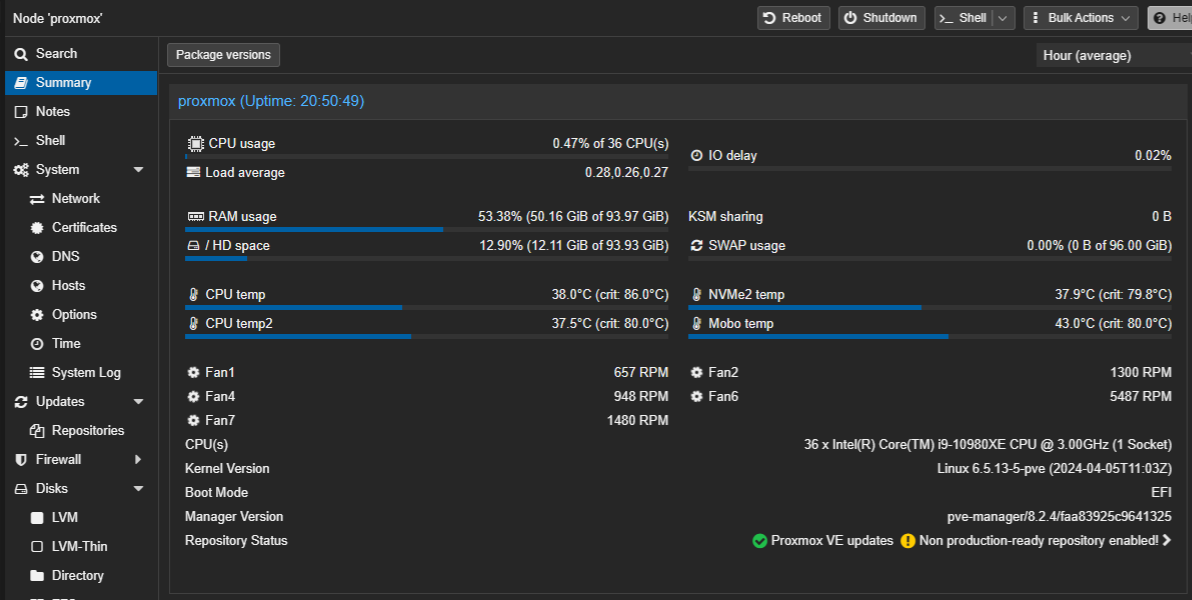 Node 'proxmox'
Reboot
Shutdown
>_ Shell
Bulk Actions
Help
Search
Summary
Notes
>_ Shell
System
Network
Certificates
DNS
Hosts
Options
Time
System Log
Updates
Repositories
Firewall
Disks
LVM
LVM-Thin
Directory
Package versions
Hour (average)
proxmox (Uptime: 20:50:49)
CPU usage 0.47% of 36 CPU(s)
Load average 0.28,0.26,0.27
IO delay 0.02%
RAM usage 53.38% (50.16 GiB of 93.97 GiB)
KSM sharing 0 B
/ HD space 12.90% (12.11 GiB of 93.93 GiB)
SWAP usage 0.00% (0 B of 96.00 GiB)
CPU temp 38.0°C (crit: 86.0°C)
NVMe2 temp 37.9°C (crit: 79.8°C)
CPU temp2 37.5°C (crit: 80.0°C)
Mobo temp 43.0°C (crit: 80.0°C)
Fan1 657 RPM
Fan2 1300 RPM
Fan4 948 RPM
Fan6 5487 RPM
Fan7 1480 RPM
CPU(s) 36 x Intel(R) Core(TM) i9-10980XE CPU @ 3.00GHz (1 Socket)
Kernel Version Linux 6.5.13-5-pve (2024-04-05T11:03Z)
Boot Mode EFI
Manager Version pve-manager/8.2.4/faa83925c9641325
Repository Status Proxmox VE updates Non production-ready repository enabled!